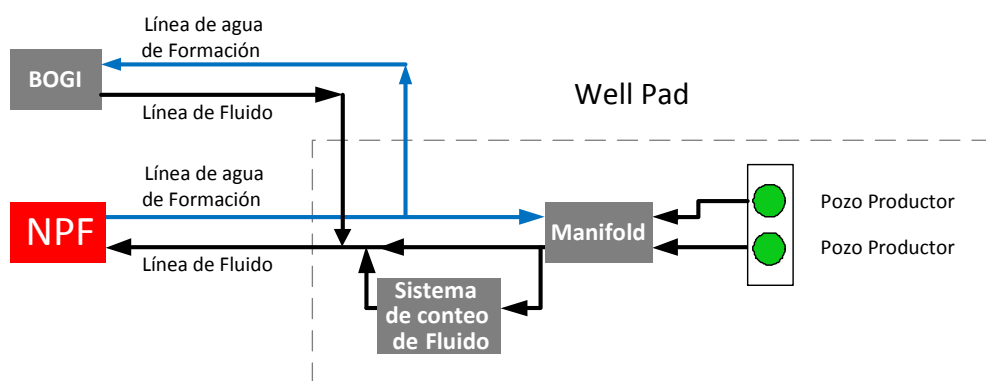 Línea de agua
de Formación
BOGI
Línea de Fluido
Well Pad
Línea de agua
de Formación
NPF
Línea de Fluido
Manifold
Pozo Productor
Pozo Productor
Sistema
de conteo
de Fluido